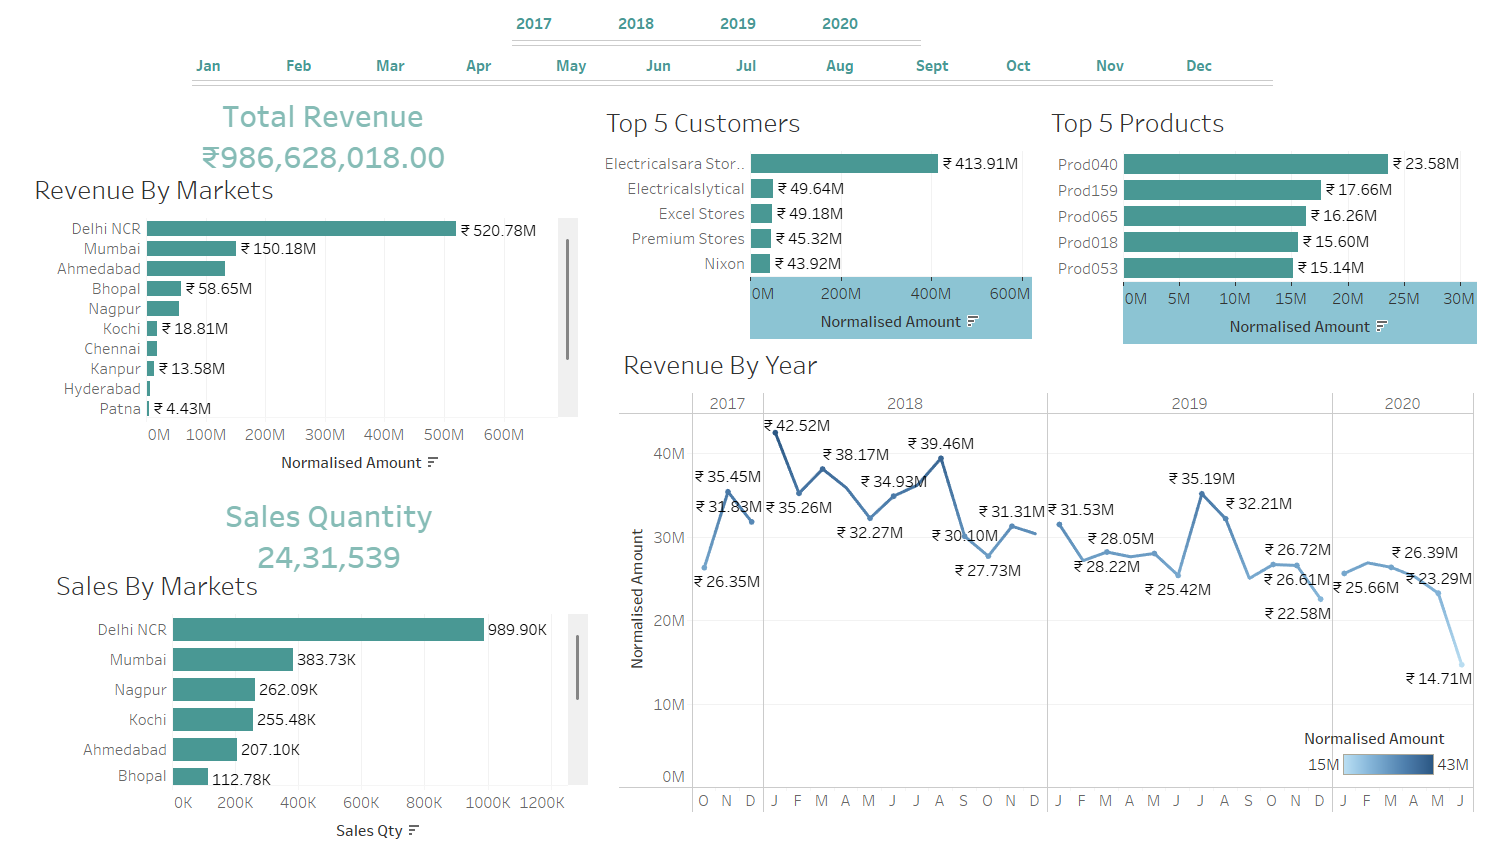 2017 2018 2019 2020
Jan Feb Mar Apr May Jun Jul Aug Sept Oct Nov Dec
Total Revenue
₹986,628,018.00
Revenue By Markets
Delhi NCR ₹ 520.78M
Mumbai ₹ 150.18M
Ahmedabad
Bhopal ₹ 58.65M
Nagpur
Kochi ₹ 18.81M
Chennai
Kanpur ₹ 13.58M
Hyderabad
Patna ₹ 4.43M
0M 100M 200M 300M 400M 500M 600M
Normalised Amount
Sales Quantity
24,31,539
Sales By Markets
Delhi NCR 989.90K
Mumbai 383.73K
Nagpur 262.09K
Kochi 255.48K
Ahmedabad 207.10K
Bhopal 112.78K
0K 200K 400K 600K 800K 1000K 1200K
Sales Qty
Top 5 Customers
Electricalsara Stor.. ₹ 413.91M
Electricalslytical ₹ 49.64M
Excel Stores ₹ 49.18M
Premium Stores ₹ 45.32M
Nixon ₹ 43.92M
0M 200M 400M 600M
Normalised Amount
Top 5 Products
Prod040 ₹ 23.58M
Prod159 ₹ 17.66M
Prod065 ₹ 16.26M
Prod018 ₹ 15.60M
Prod053 ₹ 15.14M
0M 5M 10M 15M 20M 25M 30M
Normalised Amount
Revenue By Year
2017 2018 2019 2020
Normalised Amount
40M
30M
20M
10M
0M
₹ 26.35M
₹ 35.45M
₹ 31.83M
₹ 42.52M
₹ 35.26M
₹ 38.17M
₹ 32.27M
₹ 34.93M
₹ 39.46M
₹ 30.10M
₹ 27.73M
₹ 31.31M
₹ 31.53M
₹ 28.22M
₹ 28.05M
₹ 25.42M
₹ 35.19M
₹ 32.21M
₹ 26.72M
₹ 26.61M
₹ 22.58M
₹ 25.66M
₹ 26.39M
₹ 23.29M
₹ 14.71M
Normalised Amount
15M 43M
O N D J F M A M J J A S O N D J F M A M J J A S O N D J F M A M J